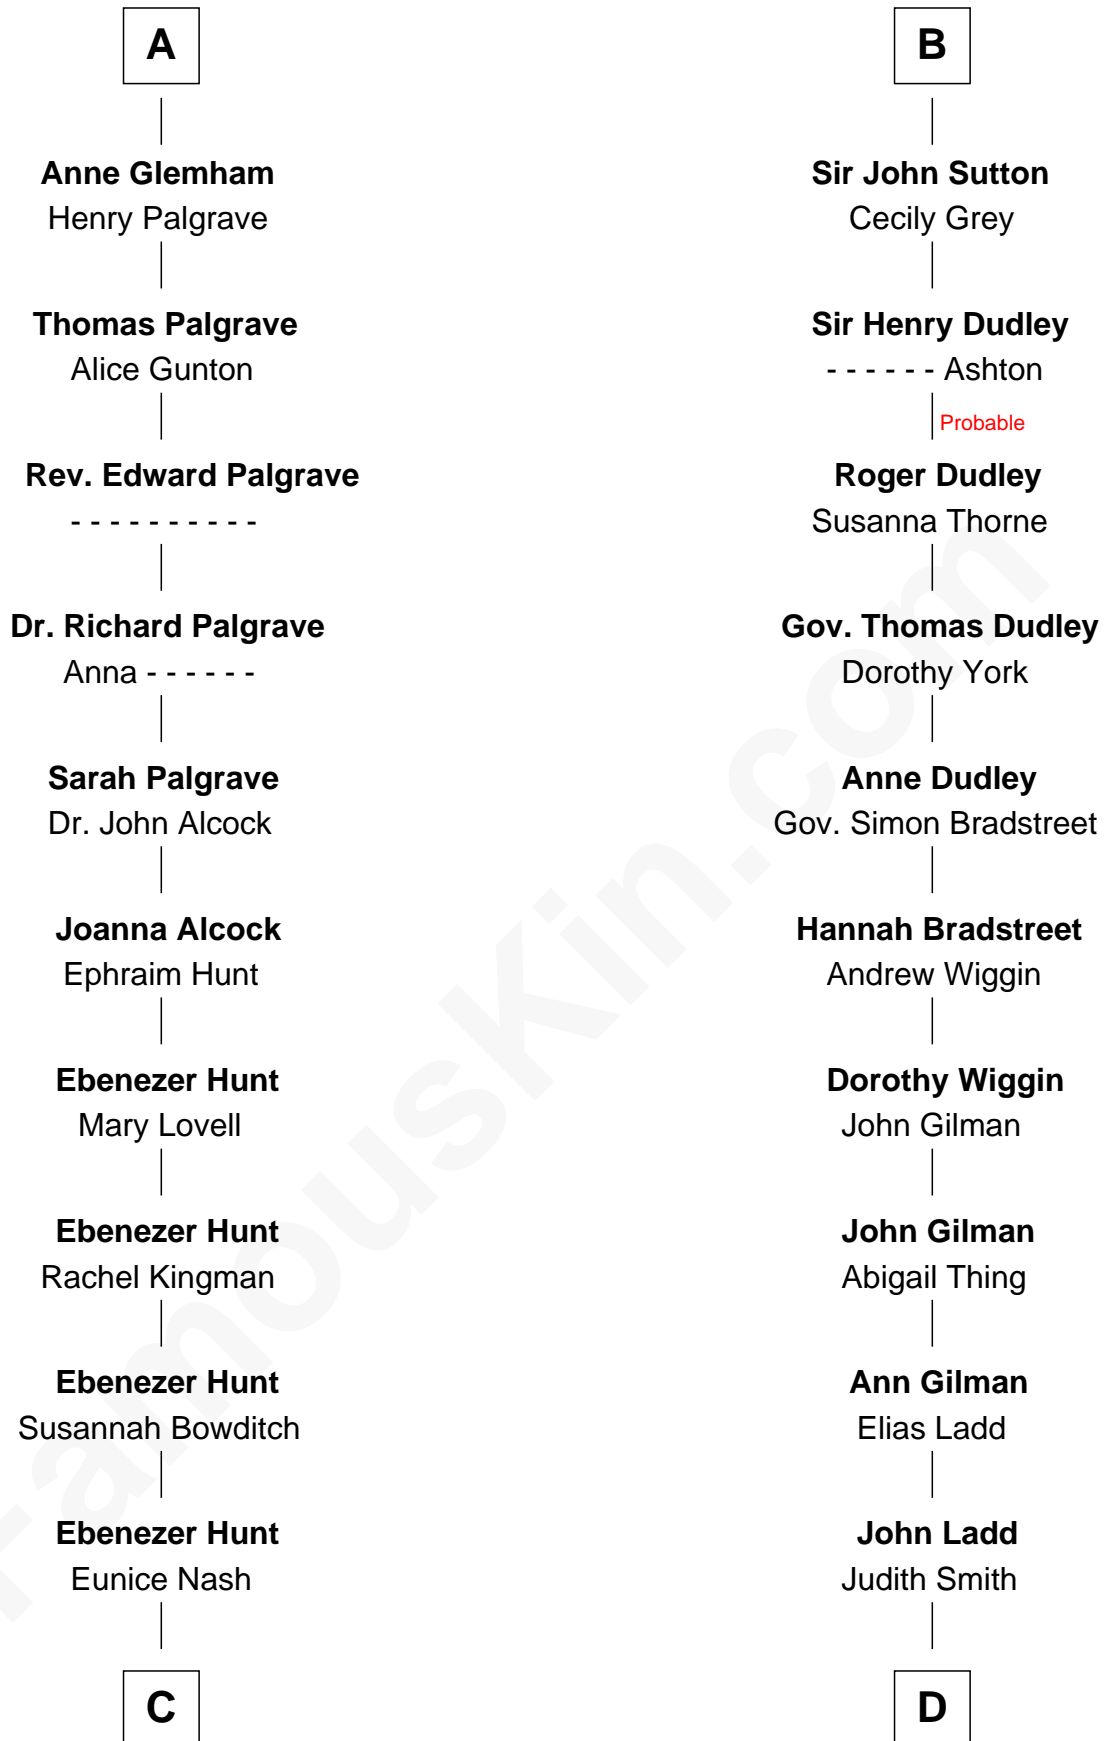 A
Anne Glemham
Henry Palgrave
Thomas Palgrave
Alice Gunton
Rev. Edward Palgrave
- - - - - - - - - -
Dr. Richard Palgrave
Anna - - - - - -
Sarah Palgrave
Dr. John Alcock
Joanna Alcock
Ephraim Hunt
Ebenezer Hunt
Mary Lovell
Ebenezer Hunt
Rachel Kingman
Ebenezer Hunt
Susannah Bowditch
Ebenezer Hunt
Eunice Nash
C
B
Sir John Sutton
Cecily Grey
Sir Henry Dudley
- - - - - - Ashton
Probable
Roger Dudley
Susanna Thorne
Gov. Thomas Dudley
Dorothy York
Anne Dudley
Gov. Simon Bradstreet
Hannah Bradstreet
Andrew Wiggin
Dorothy Wiggin
John Gilman
John Gilman
Abigail Thing
Ann Gilman
Elias Ladd
John Ladd
Judith Smith
D
FamousKin.com